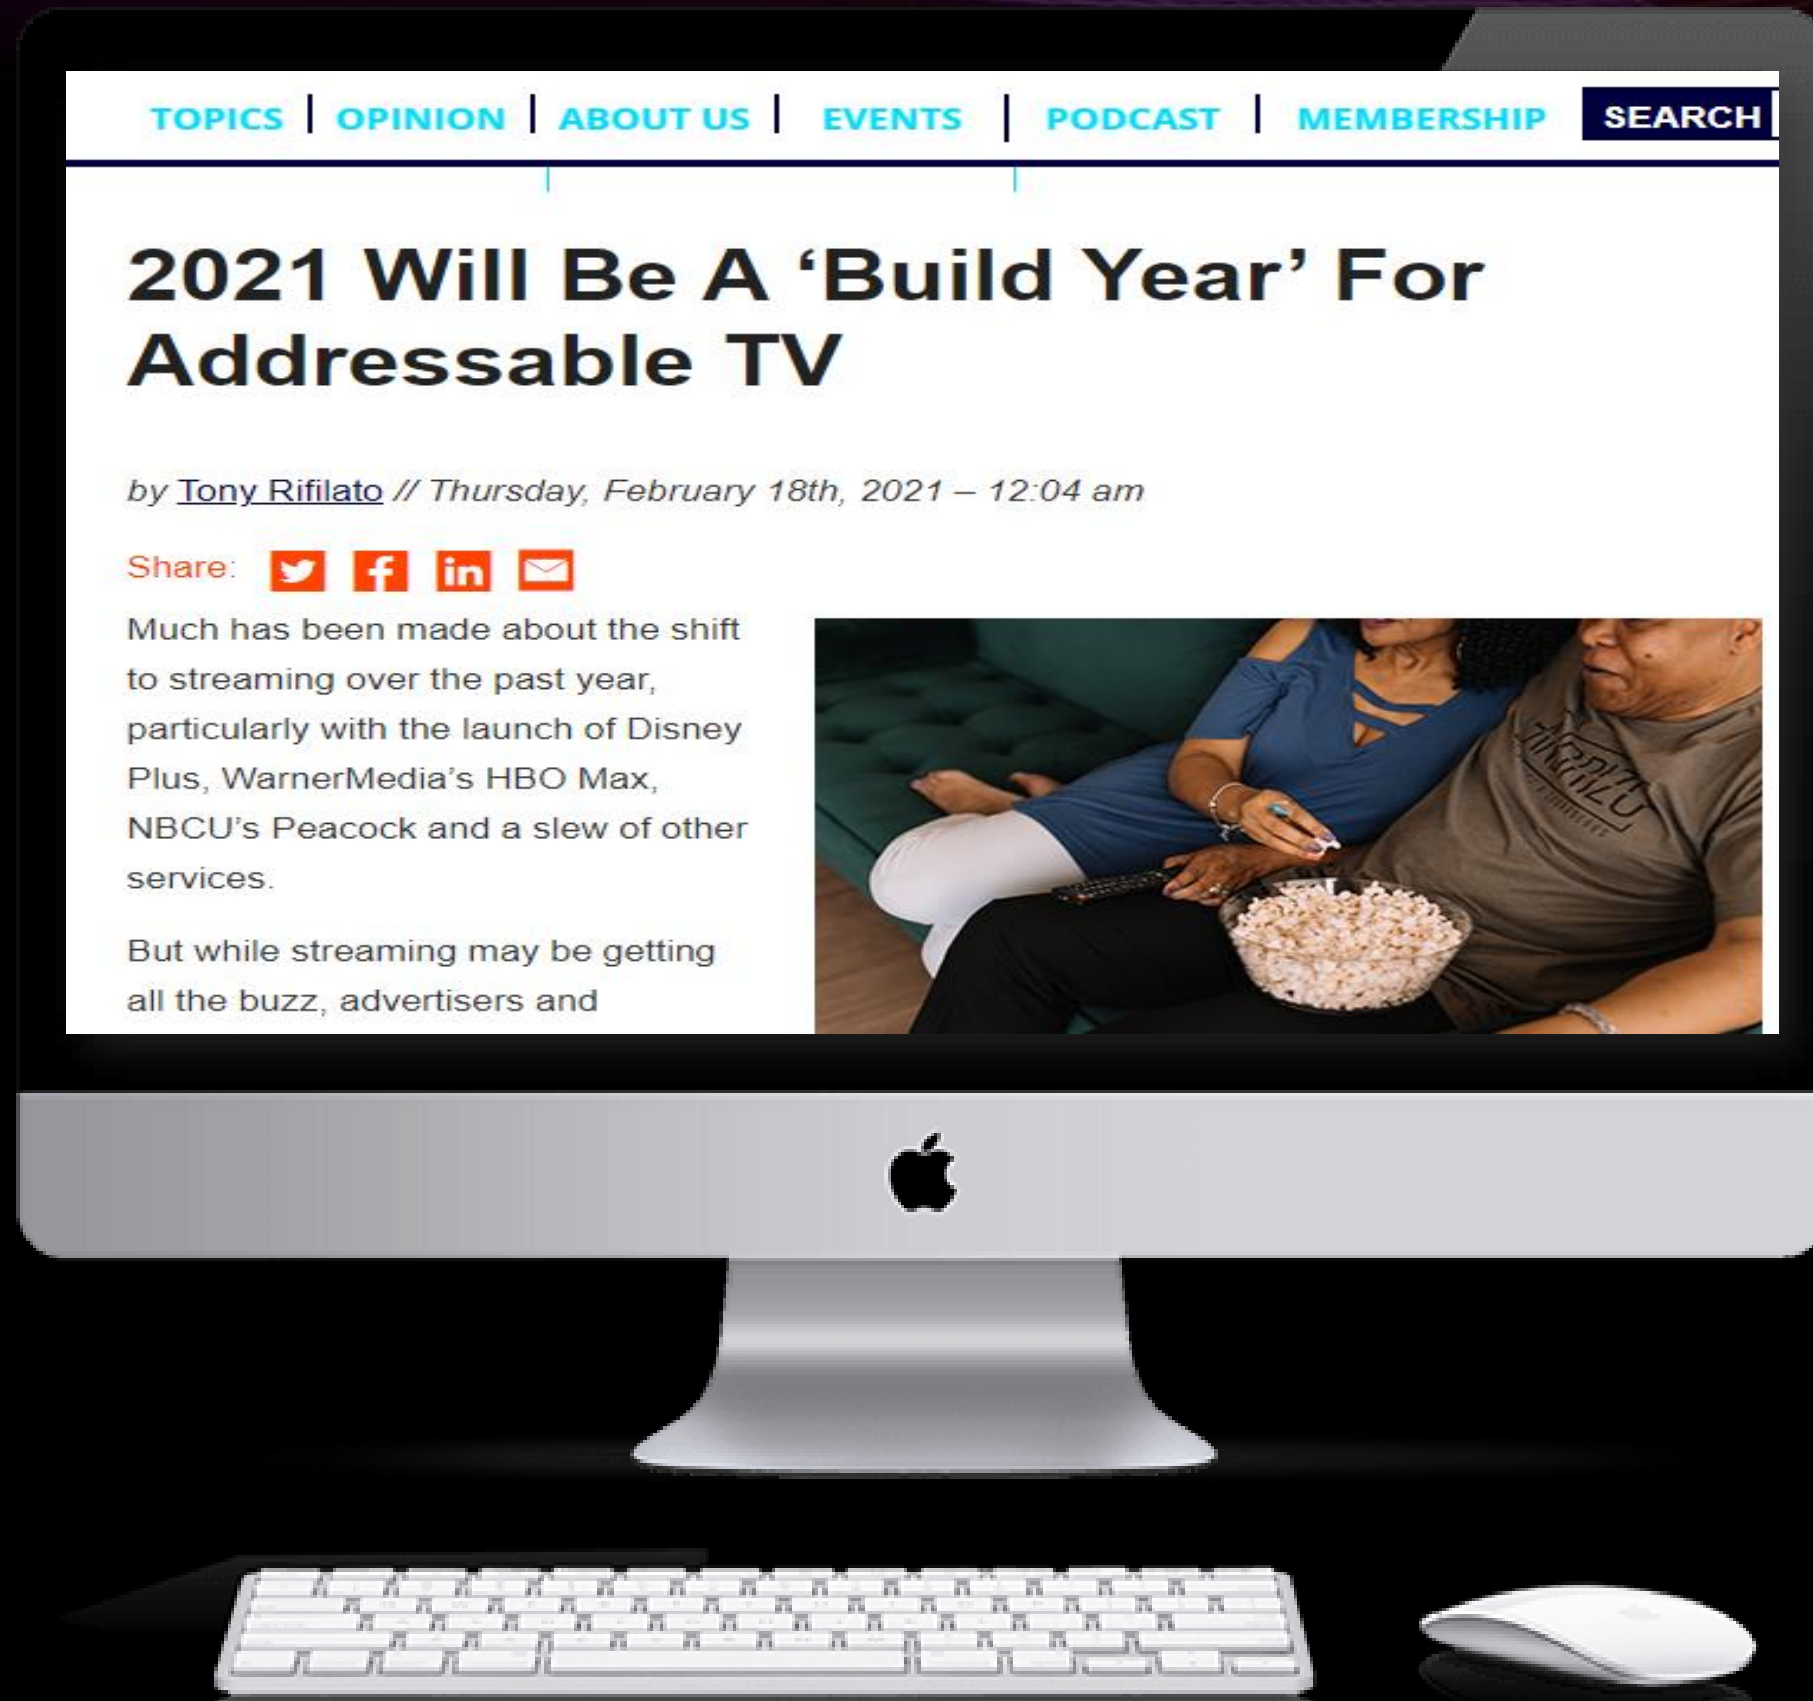 TOPICS | OPINION | ABOUT US | EVENTS | PODCAST | MEMBERSHIP SEARCH
2021 Will Be A ‘Build Year’ For
Addressable TV
by Tony Rifilato // Thursday, February 18th, 2021 – 12:04 am
Share:
Much has been made about the shift
to streaming over the past year,
particularly with the launch of Disney
Plus, WarnerMedia’s HBO Max,
NBCU’s Peacock and a slew of other
services.
But while streaming may be getting
all the buzz, advertisers and